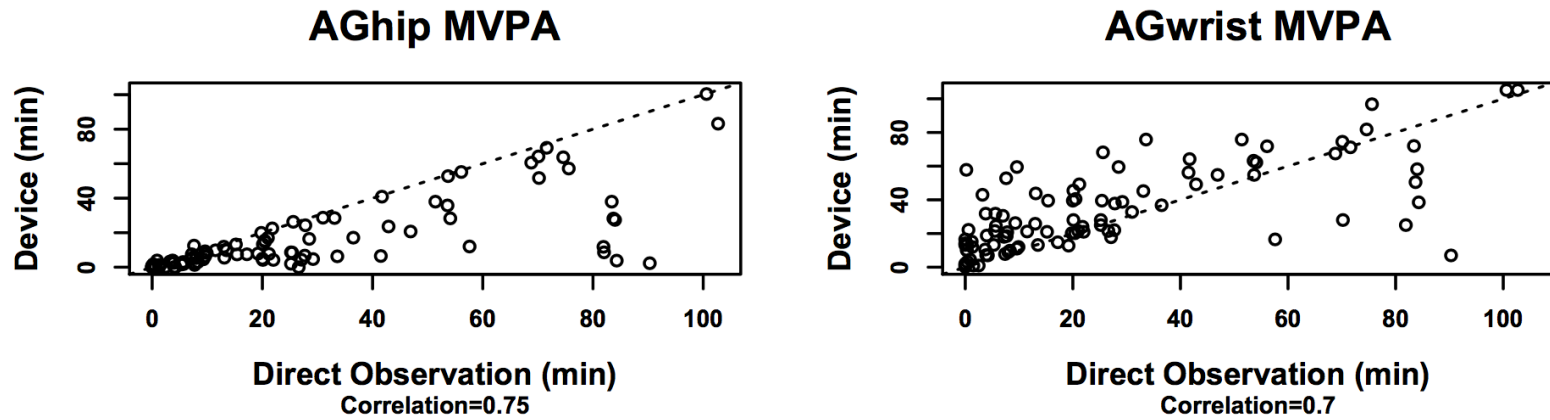 AGhip MVPA
Device (min)
0 40 80
0 20 40 60 80 100
Direct Observation (min)
Correlation=0.75
AGwrist MVPA
Device (min)
0 40 80
0 20 40 60 80 100
Direct Observation (min)
Correlation=0.7